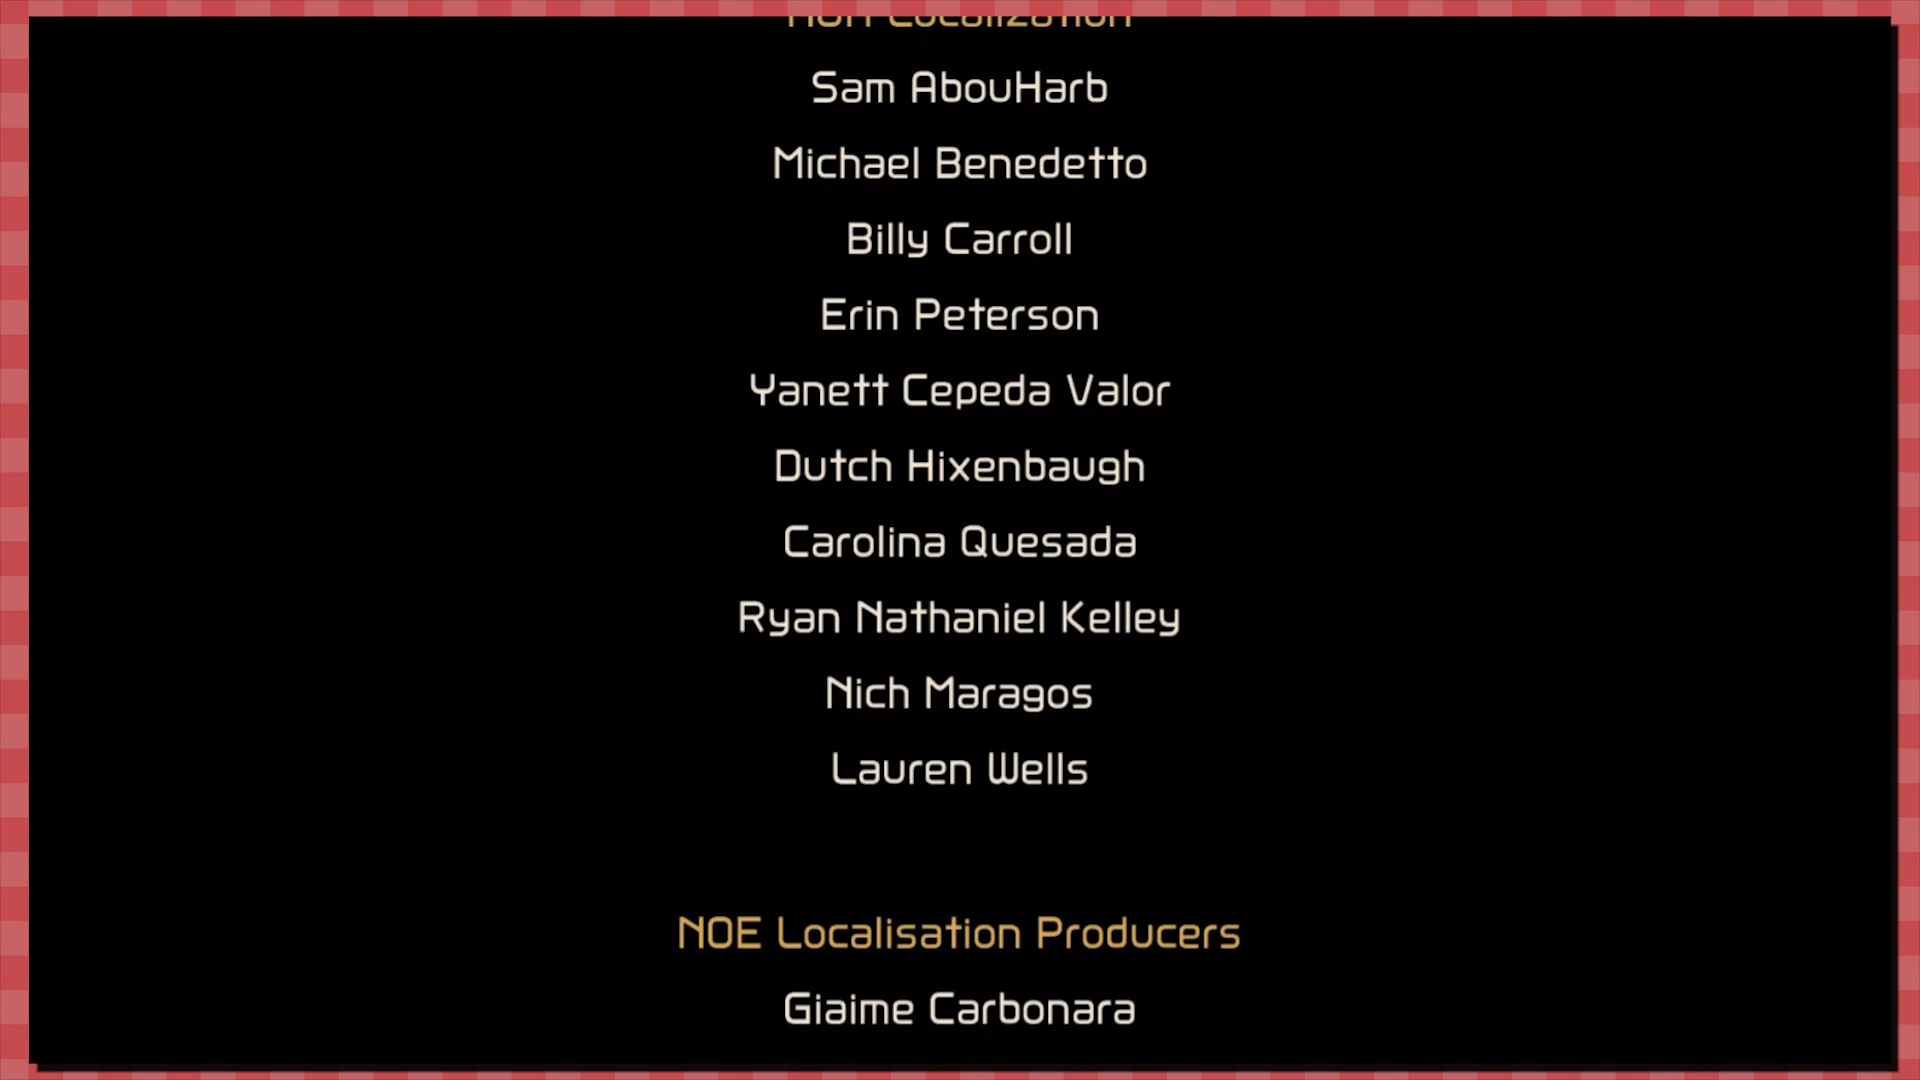 Localization
Sam AbouHarb
Michael Benedetto
Billy Carroll
Erin Peterson
Yanett Cepeda Valor
Dutch Hixenbaugh
Carolina Quesada
Ryan Nathaniel Kelley
Nich Maragos
Lauren Wells
NOE Localisation Producers
Giaime Carbonara